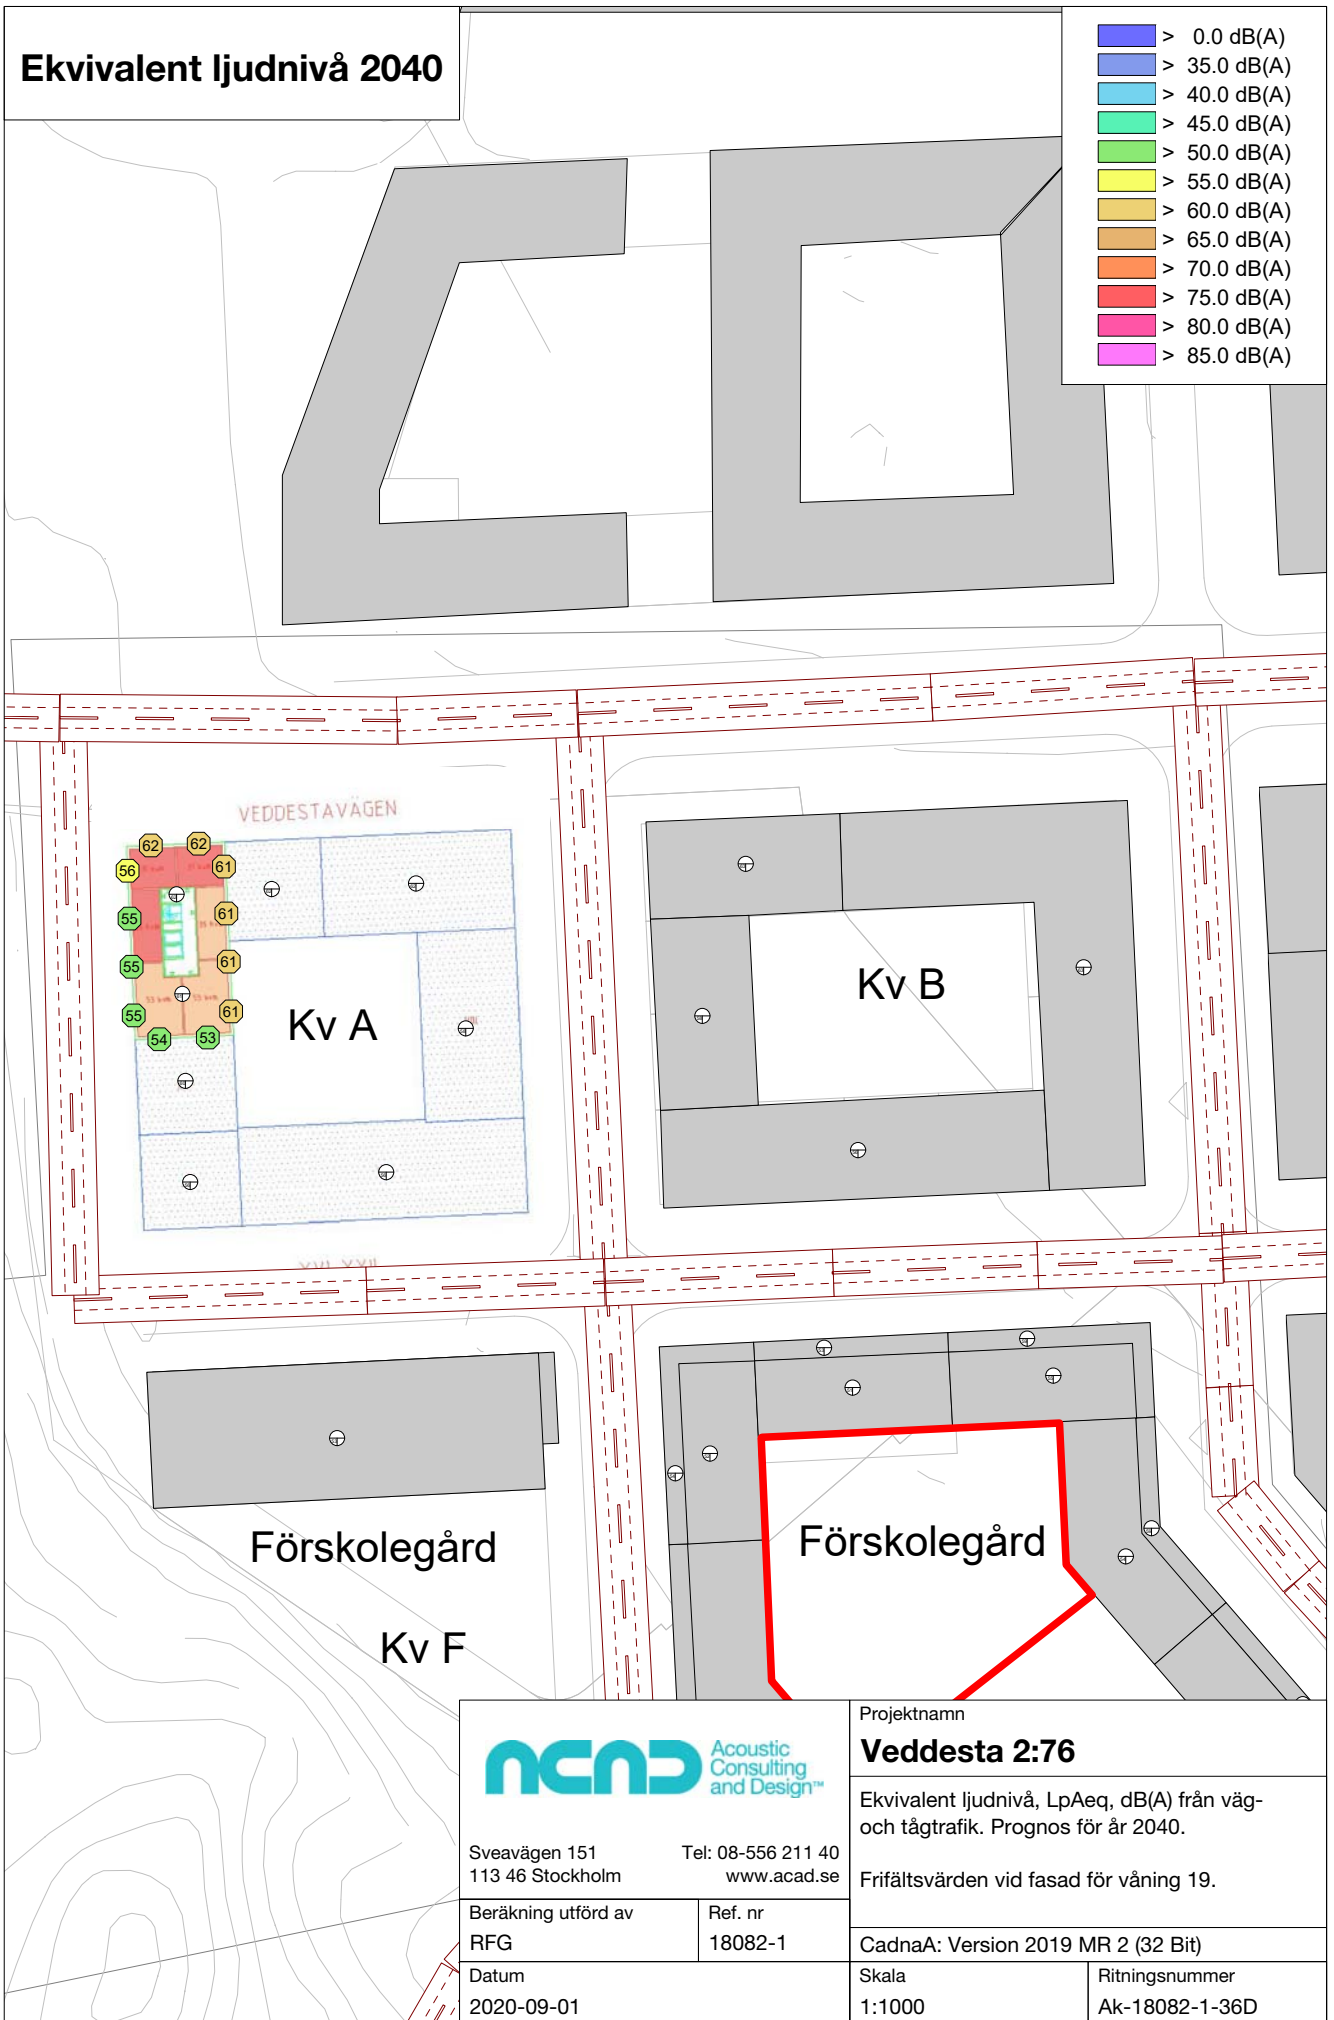 Ekvivalent ljudnivå 2040
> 0.0 dB(A)
> 35.0 dB(A)
> 40.0 dB(A)
> 45.0 dB(A)
> 50.0 dB(A)
> 55.0 dB(A)
> 60.0 dB(A)
> 65.0 dB(A)
> 70.0 dB(A)
> 75.0 dB(A)
> 80.0 dB(A)
> 85.0 dB(A)
VEDDESTAVÄGEN
62 62
56 61
55 61
55 61
55 61
54 53
Kv A
Kv B
Förskolegård
Förskolegård
Kv F
ACAD
Acoustic
Consulting
and Design™
Sveavägen 151
113 46 Stockholm
Tel: 08-556 211 40
www.acad.se
Beräkning utförd av
RFG
Ref. nr
18082-1
Datum
2020-09-01
Projektnamn
Veddesta 2:76
Ekvivalent ljudnivå, LpAeq, dB(A) från väg-
och tågtrafik. Prognos för år 2040.
Frifältsvärden vid fasad för våning 19.
CadnaA: Version 2019 MR 2 (32 Bit)
Skala
1:1000
Ritningsnummer
Ak-18082-1-36D